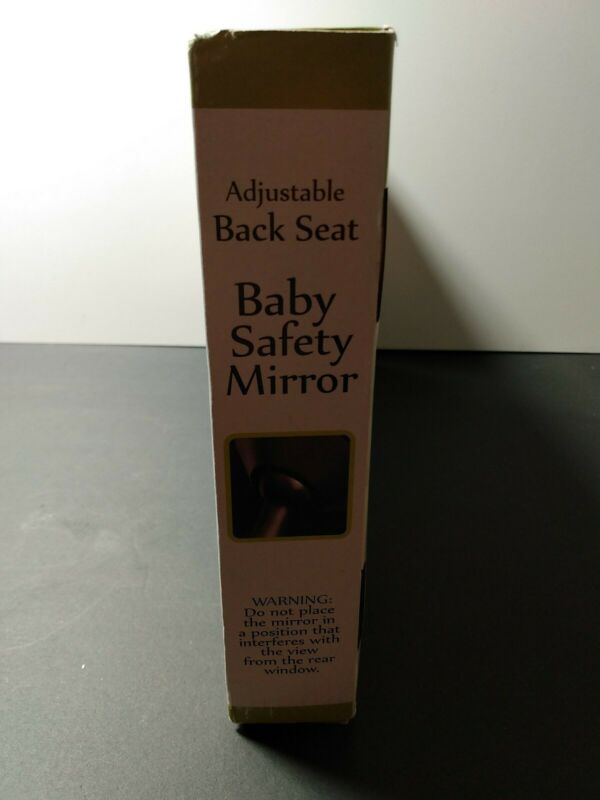 Adjustable
Back Seat
Baby
Safety
Mirror
WARNING:
Do not place
the mirror in
a position that
interferes with
the view
from the rear
window.